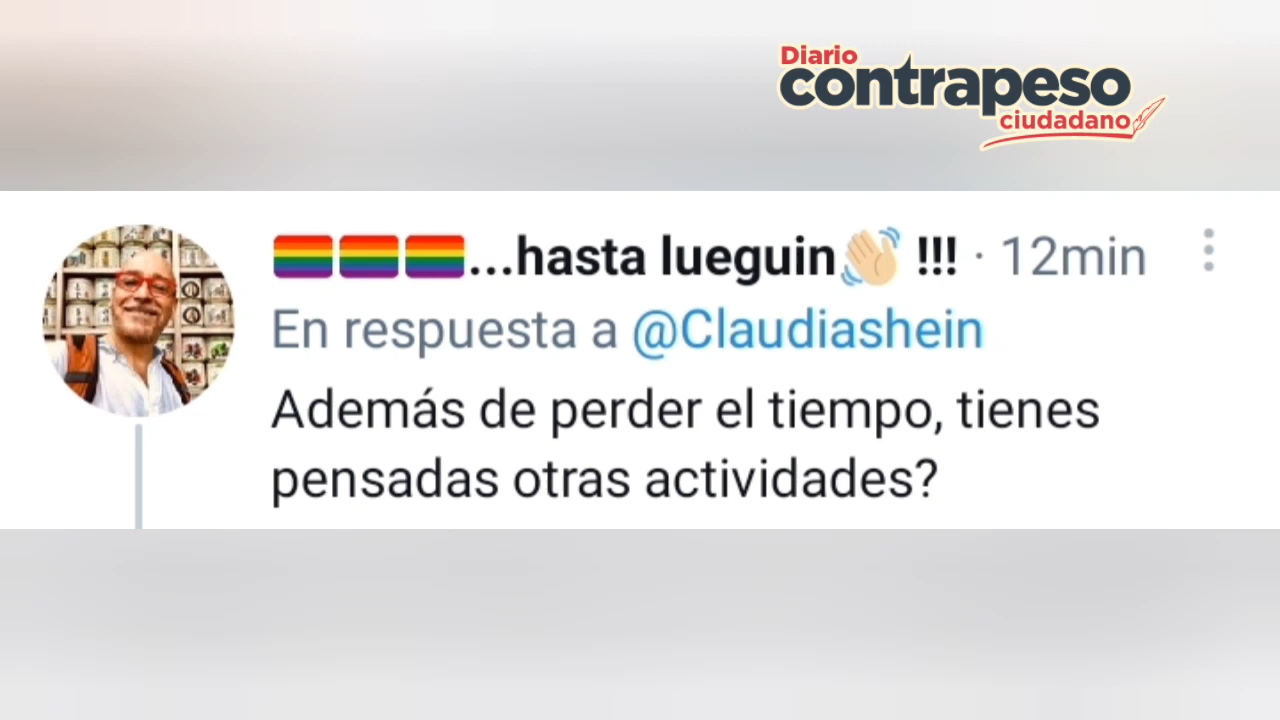 Diario
contrapeso
ciudadano
🏳️‍🌈🏳️‍🌈🏳️‍🌈...hasta lueguin👋🏼 !!! · 12min
En respuesta a @Claudiashein
Además de perder el tiempo, tienes
pensadas otras actividades?